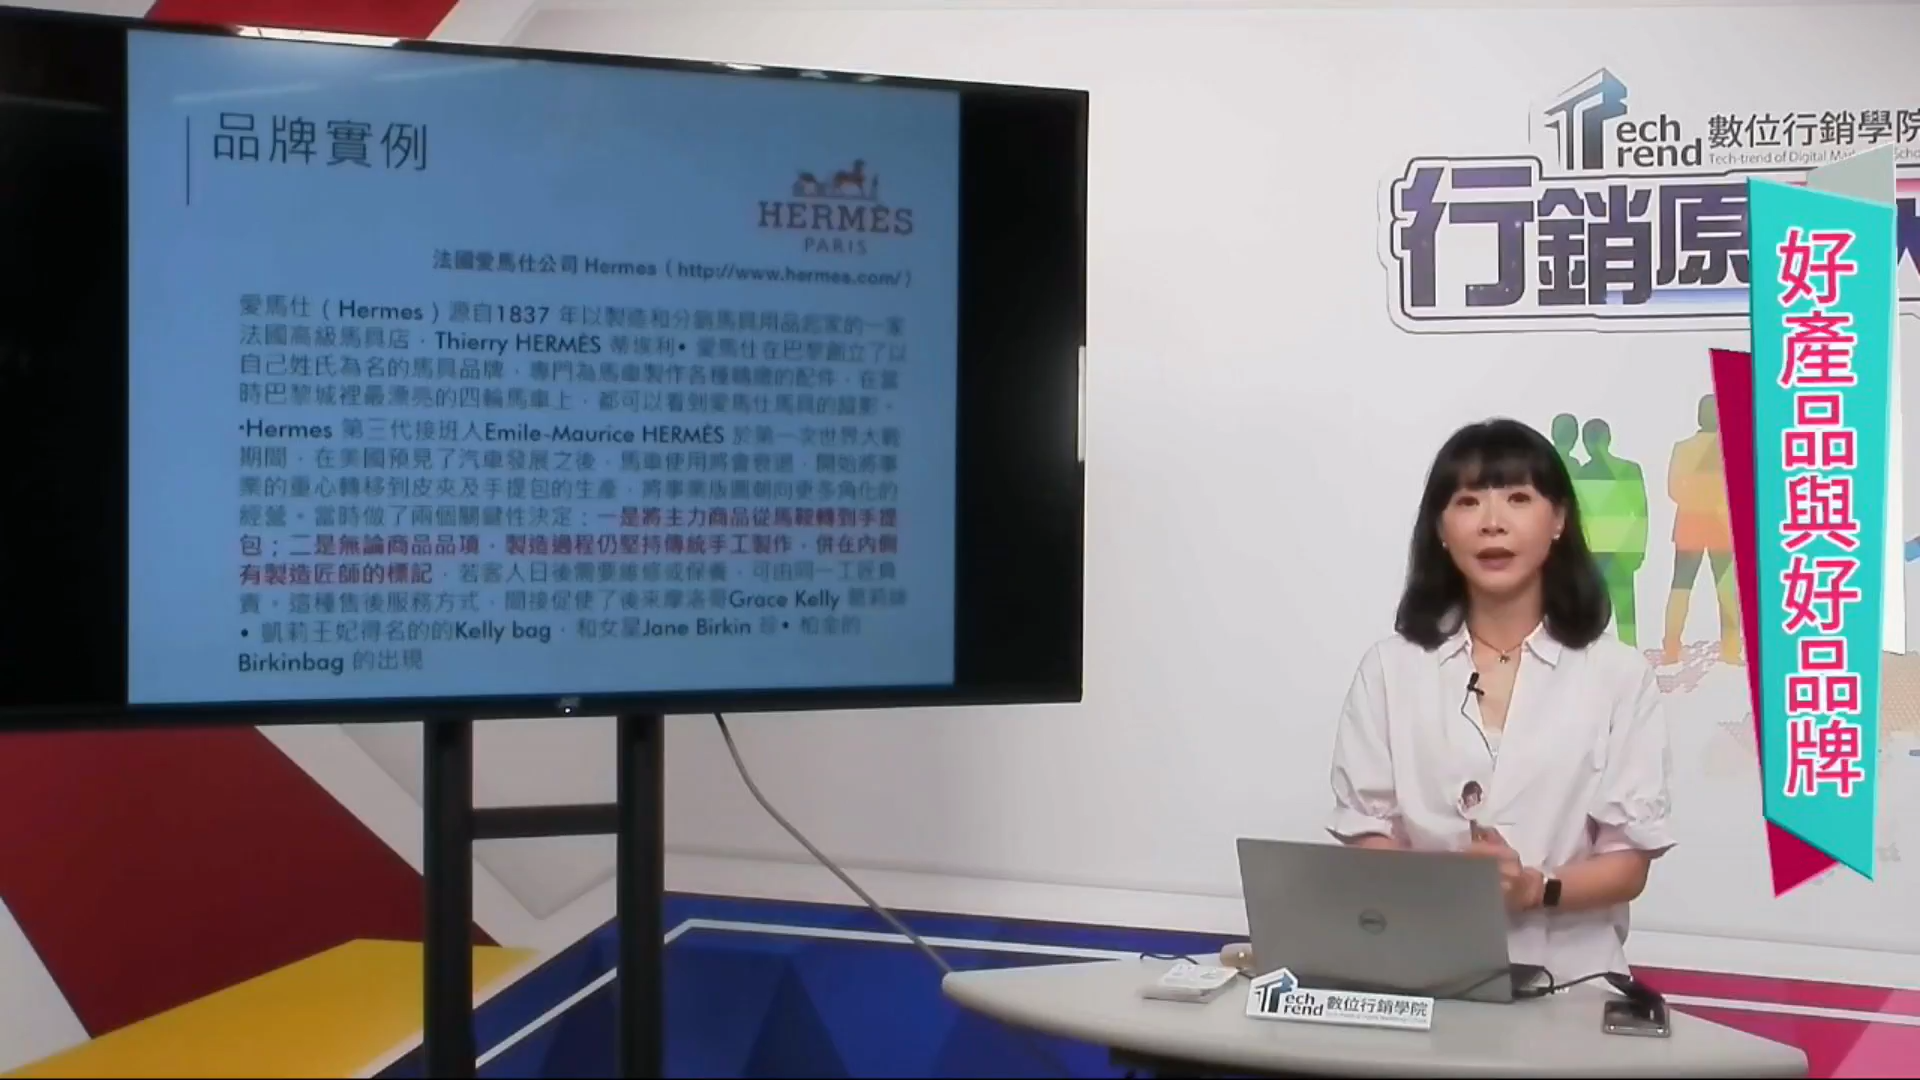 品牌實例
HERMÈS
PARIS
法國愛馬仕公司 Hermes（http://www.hermes.com/）
愛馬仕（Hermes）源自1837 年以製造和分銷馬具用品起家的一家
法國高級馬具店，Thierry HERMÈS 蒂埃利•愛馬仕在巴黎創立了以
自己姓氏為名的馬具品牌，專門為馬車製作各種精緻的配件，在當
時巴黎城裡最漂亮的四輪馬車上，都可以看到愛馬仕馬具的蹤影。
•Hermes 第三代接班人Emile-Maurice HERMÈS 於第一次世界大戰
期間，在美國預見了汽車發展之後，馬車使用將會衰退，開始將事
業的重心轉移到皮夾及手提包的生產，將事業版圖朝向更多角化的
經營。當時做了兩個關鍵性決定：一是將主力商品從馬鞍轉到手提
包；二是無論商品品項，製造過程仍堅持傳統手工製作，併在內側
有製造匠師的標記，若客人日後需要維修或保養，可由同一工匠負
責。這種售後服務方式，間接促使了後來摩洛哥Grace Kelly 葛莉絲
•凱莉王妃得名的的Kelly bag，和女星Jane Birkin 珍•柏金的
Birkinbag 的出現
Tech Trend 數位行銷學院
Tech-trend of Digital
行銷原
好產品與好品牌
DELL
Tech Trend 數位行銷學院